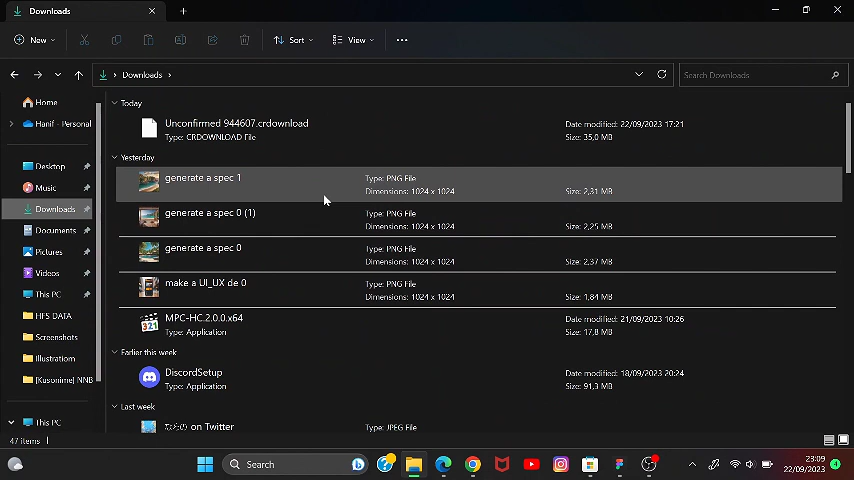 Downloads
New
Sort
View
Downloads
Search Downloads
Home
Hanif - Personal
Desktop
Music
Downloads
Documents
Pictures
Videos
This PC
HFS DATA
Screenshots
Illustratiom
[Kusonime] NNB
This PC
Today
Unconfirmed 944607.crdownload
Type: CRDOWNLOAD File
Date modified: 22/09/2023 17:21
Size: 35,0 MB
Yesterday
generate a spec 1
Type: PNG File
Dimensions: 1024 x 1024
Size: 2,31 MB
generate a spec 0 (1)
Type: PNG File
Dimensions: 1024 x 1024
Size: 2,25 MB
generate a spec 0
Type: PNG File
Dimensions: 1024 x 1024
Size: 2,37 MB
make a UI_UX de 0
Type: PNG File
Dimensions: 1024 x 1024
Size: 1,84 MB
MPC-HC.2.0.0.x64
Type: Application
Date modified: 21/09/2023 10:26
Size: 17,8 MB
Earlier this week
DiscordSetup
Type: Application
Date modified: 18/09/2023 20:24
Size: 91,3 MB
Last week
on Twitter
Type: JPEG File
47 items
Search
23:09
22/09/2023
4